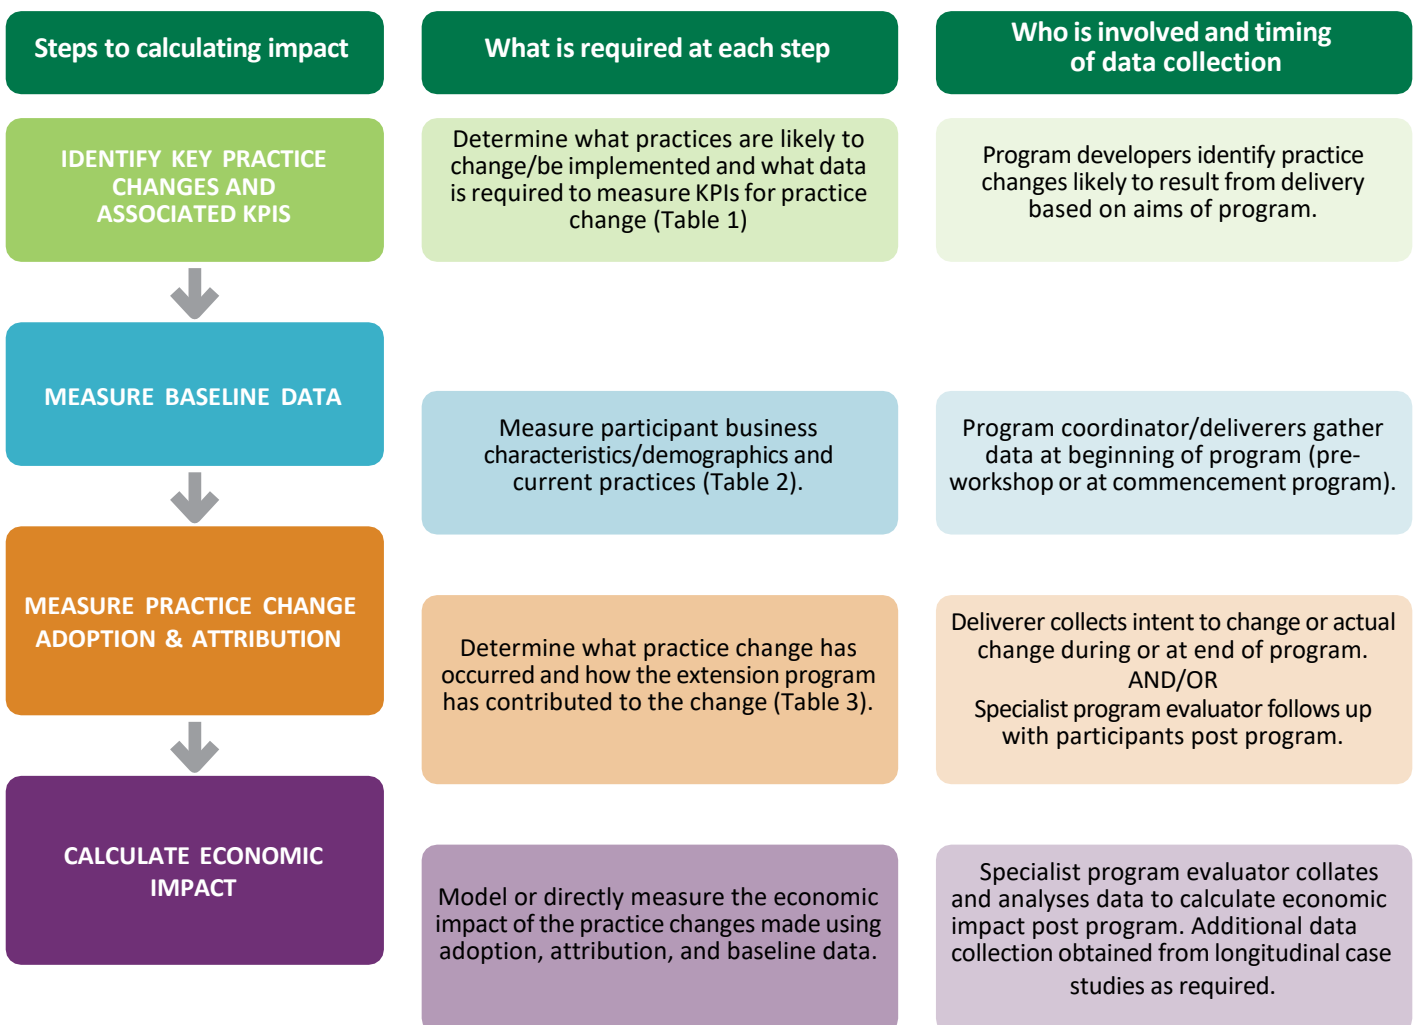 Steps to calculating impact
What is required at each step
Who is involved and timing
of data collection
IDENTIFY KEY PRACTICE
CHANGES AND
ASSOCIATED KPIS
Determine what practices are likely to
change/be implemented and what data
is required to measure KPIs for practice
change (Table 1)
Program developers identify practice
changes likely to result from delivery
based on aims of program.
MEASURE BASELINE DATA
Measure participant business
characteristics/demographics and
current practices (Table 2).
Program coordinator/deliverers gather
data at beginning of program (pre-
workshop or at commencement program).
MEASURE PRACTICE CHANGE
ADOPTION & ATTRIBUTION
Determine what practice change has
occurred and how the extension program
has contributed to the change (Table 3).
Deliverer collects intent to change or actual
change during or at end of program.
AND/OR
Specialist program evaluator follows up
with participants post program.
CALCULATE ECONOMIC
IMPACT
Model or directly measure the economic
impact of the practice changes made using
adoption, attribution, and baseline data.
Specialist program evaluator collates
and analyses data to calculate economic
impact post program. Additional data
collection obtained from longitudinal case
studies as required.